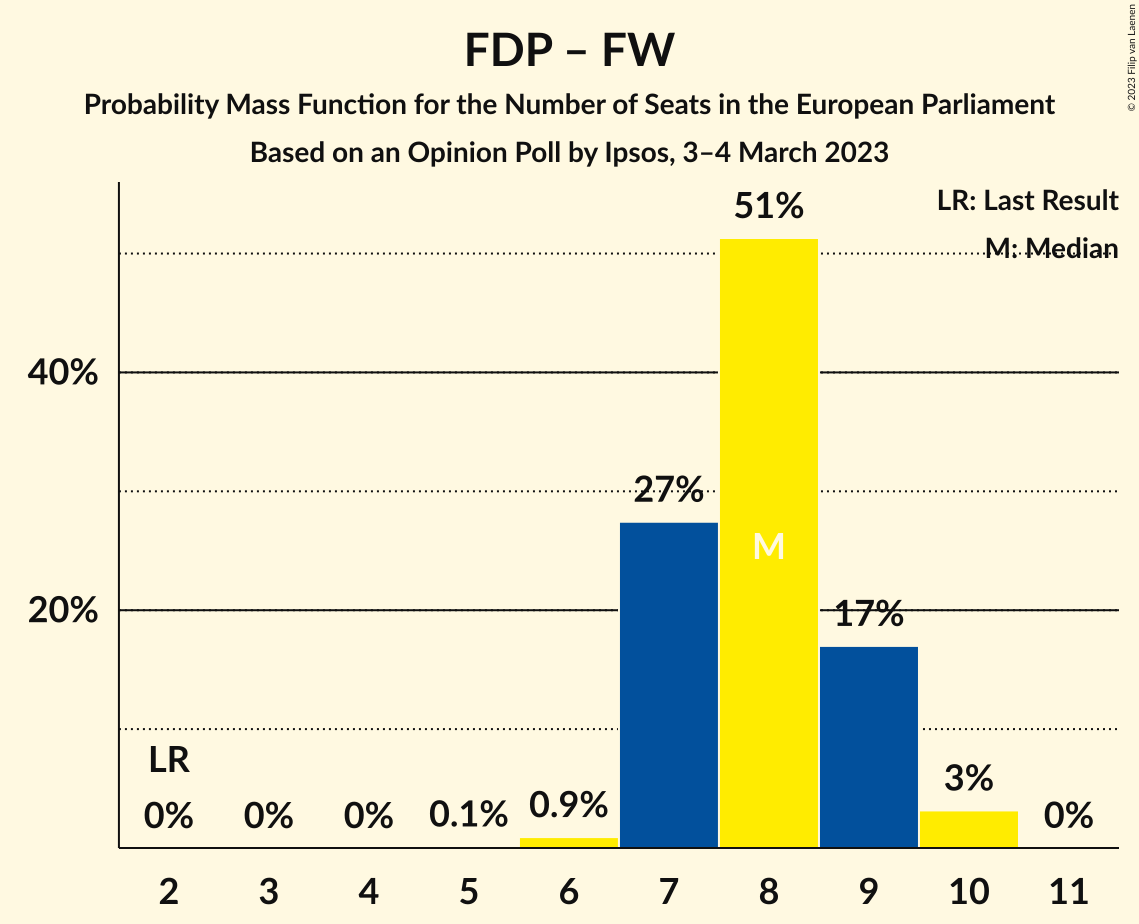 FDP – FW
Probability Mass Function for the Number of Seats in the European Parliament
Based on an Opinion Poll by Ipsos, 3–4 March 2023
© 2023 Filip van Laenen
LR: Last Result
M: Median
51%
40%
27%
M
20%
17%
LR
0%
0%
0%
0.1%
0.9%
3%
0%
2
3
4
5
6
7
8
9
10
11